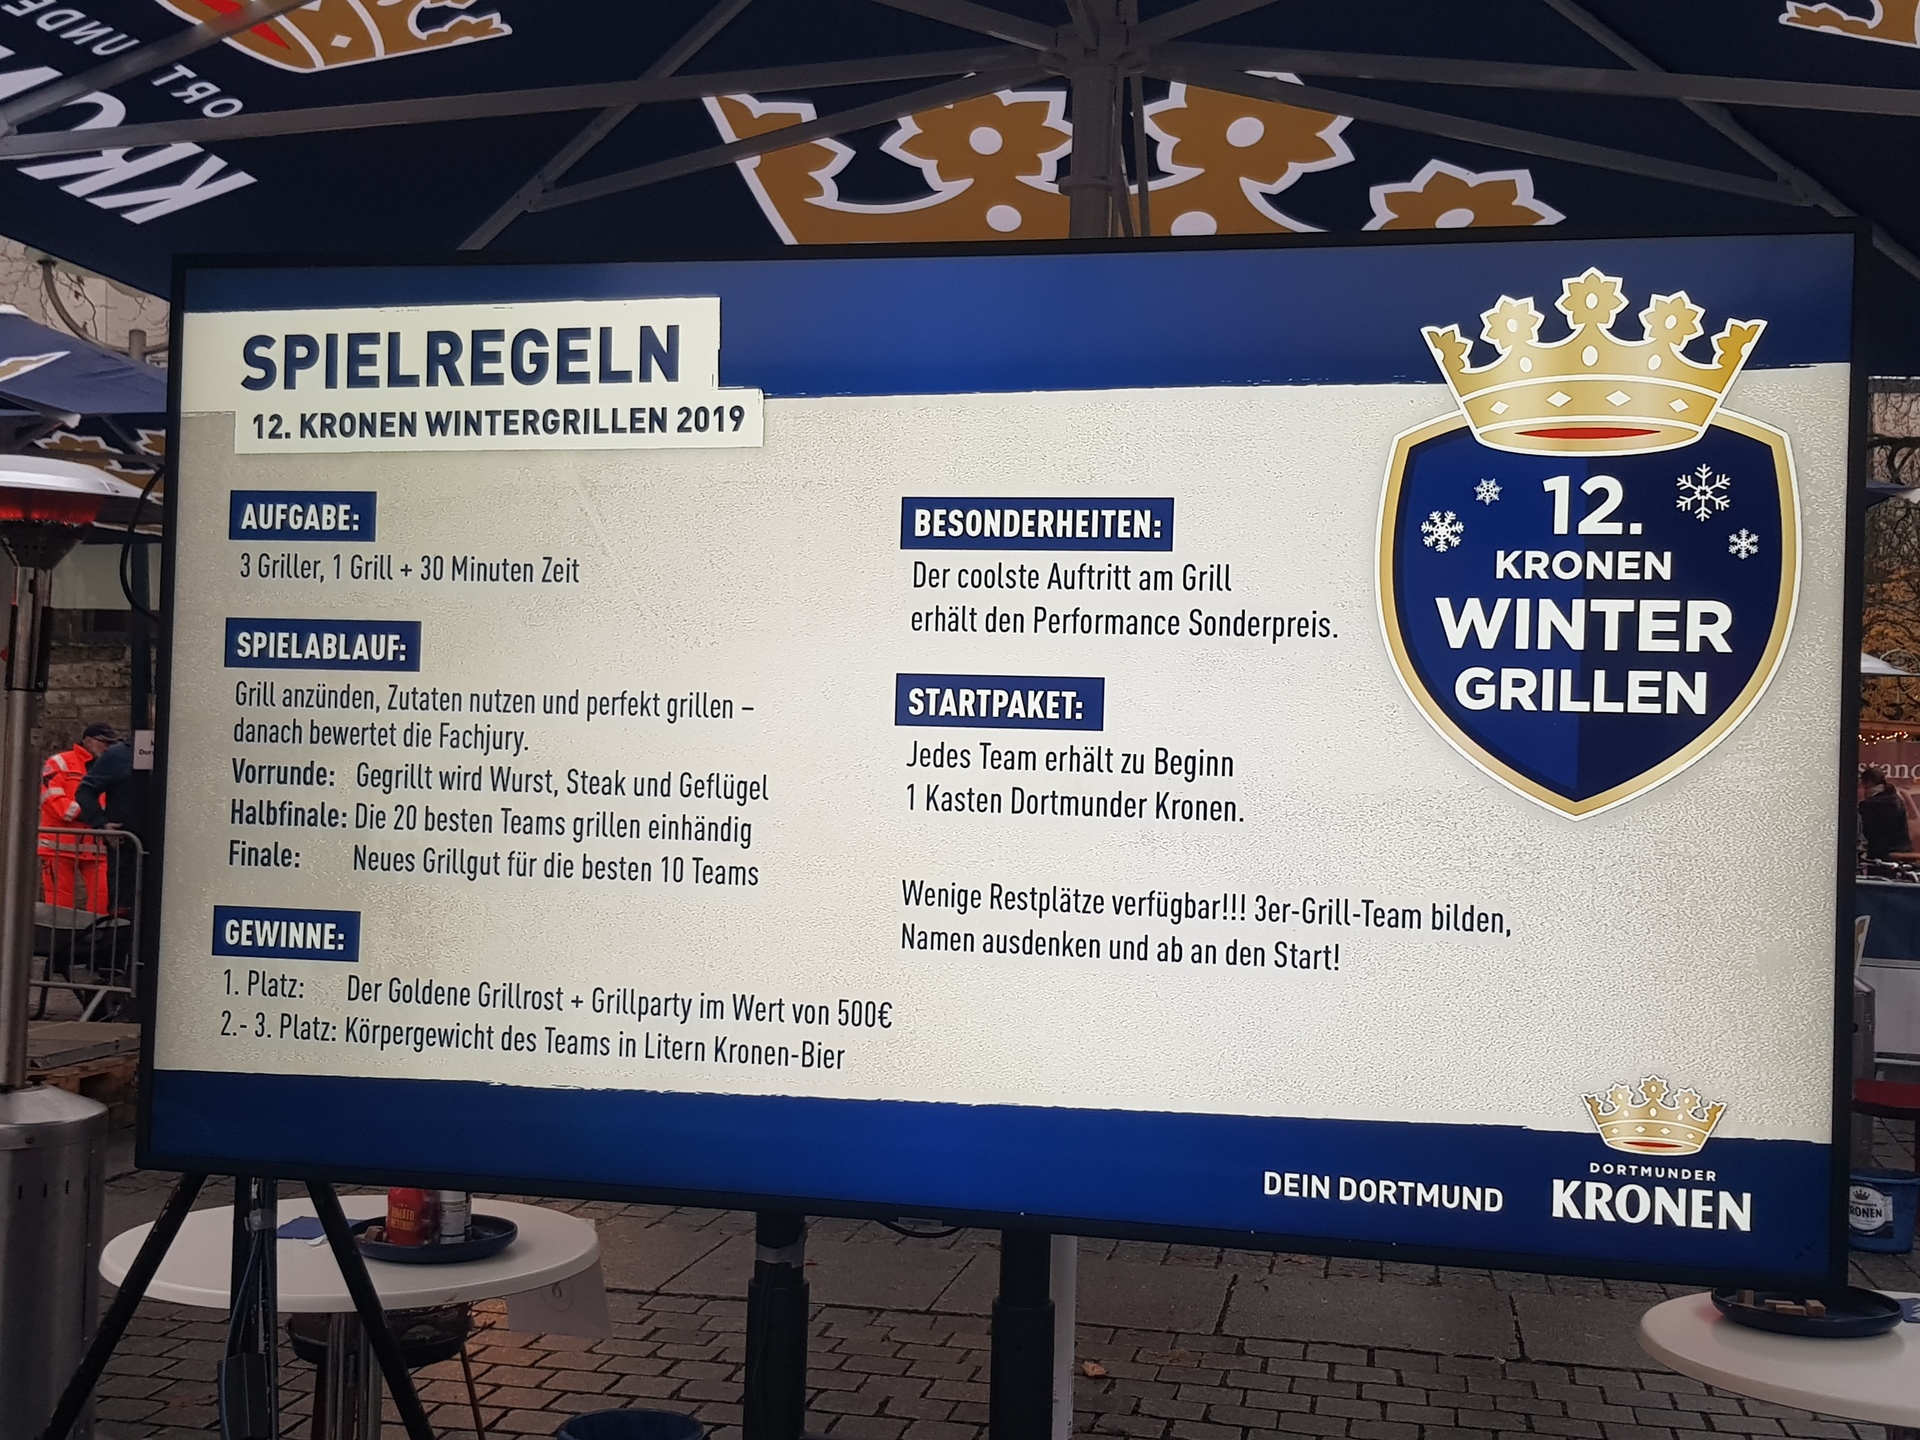 KRONEN
SPIELREGELN
12. KRONEN WINTERGRILLEN 2019
AUFGABE:
3 Griller, 1 Grill + 30 Minuten Zeit
SPIELABLAUF:
Grill anzünden, Zutaten nutzen und perfekt grillen –
danach bewertet die Fachjury.
Vorrunde: Gegrillt wird Wurst, Steak und Geflügel
Halbfinale: Die 20 besten Teams grillen einhändig
Finale: Neues Grillgut für die besten 10 Teams
GEWINNE:
1. Platz: Der Goldene Grillrost + Grillparty im Wert von 500€
2.- 3. Platz: Körpergewicht des Teams in Litern Kronen-Bier
BESONDERHEITEN:
Der coolste Auftritt am Grill
erhält den Performance Sonderpreis.
STARTPAKET:
Jedes Team erhält zu Beginn
1 Kasten Dortmunder Kronen.
Wenige Restplätze verfügbar!!! 3er-Grill-Team bilden,
Namen ausdenken und ab an den Start!
12.
KRONEN
WINTER
GRILLEN
DEIN DORTMUND
DORTMUNDER
KRONEN